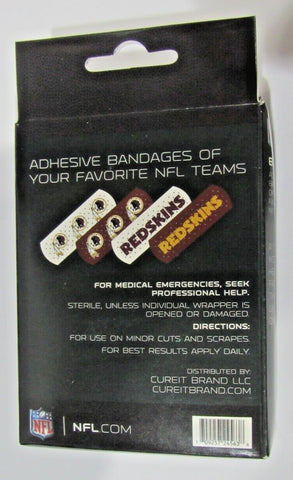 ADHESIVE BANDAGES OF
YOUR FAVORITE NFL TEAMS
REDSKINS
REDSKINS
FOR MEDICAL EMERGENCIES, SEEK
PROFESSIONAL HELP.
STERILE, UNLESS INDIVIDUAL WRAPPER IS
OPENED OR DAMAGED.
DIRECTIONS:
FOR USE ON MINOR CUTS AND SCRAPES.
FOR BEST RESULTS APPLY DAILY.
DISTRIBUTED BY:
CUREIT BRAND LLC
CUREITBRAND.COM
NFL
NFL.COM